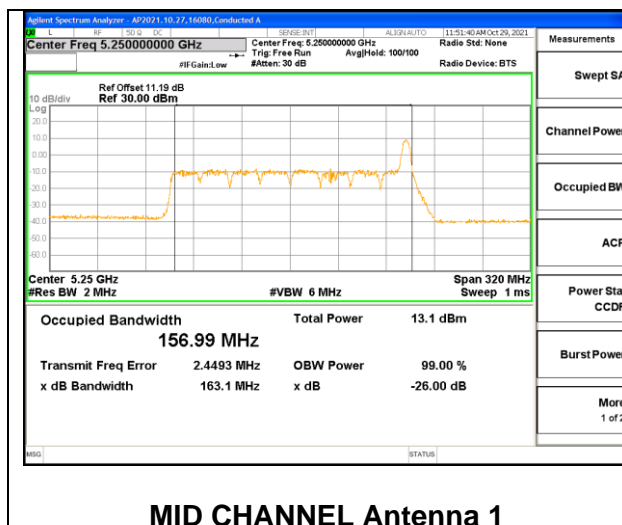 Agilent Spectrum Analyzer - AP2021.10.27,16080,Conducted A
L RF 50 Ω DC SENSE:INT ALIGN AUTO 11:51:40 AM Oct 29, 2021
Center Freq 5.250000000 GHz
Center Freq: 5.250000000 GHz
Radio Std: None
Trig: Free Run Avg|Hold: 100/100
#IFGain:Low #Atten: 30 dB Radio Device: BTS
Ref Offset 11.19 dB
10 dB/div Ref 30.00 dBm
Log
20.0
10.0
0.00
-10.0
-20.0
-30.0
-40.0
-50.0
-60.0
Center 5.25 GHz Span 320 MHz
#Res BW 2 MHz #VBW 6 MHz Sweep 1 ms
Occupied Bandwidth Total Power 13.1 dBm
156.99 MHz
Transmit Freq Error 2.4493 MHz OBW Power 99.00 %
x dB Bandwidth 163.1 MHz x dB -26.00 dB
MSG STATUS
Measurements
Swept SA
Channel Power
Occupied BW
ACP
Power Sta
CCDF
Burst Power
More
1 of 2
MID CHANNEL Antenna 1